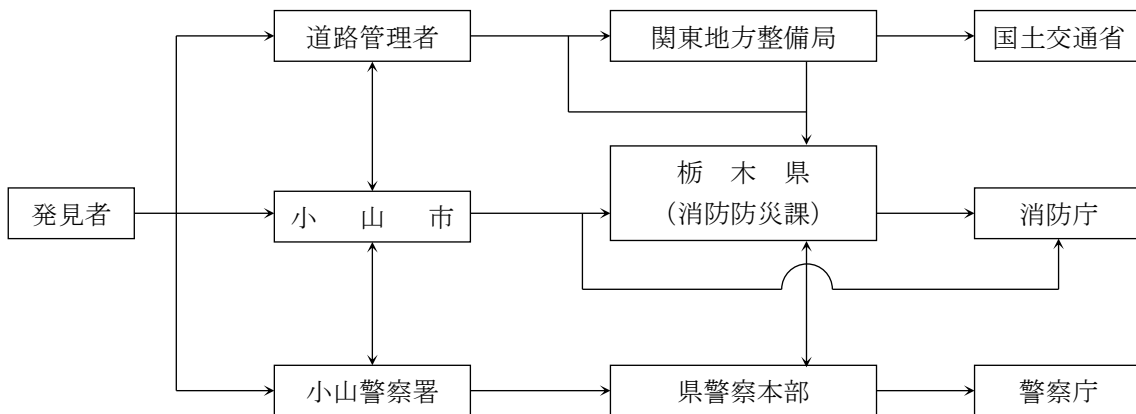 道路管理者
関東地方整備局
国土交通省
栃　木　県
（消防防災課）
発見者
小　山　市
消防庁
小山警察署
県警察本部
警察庁